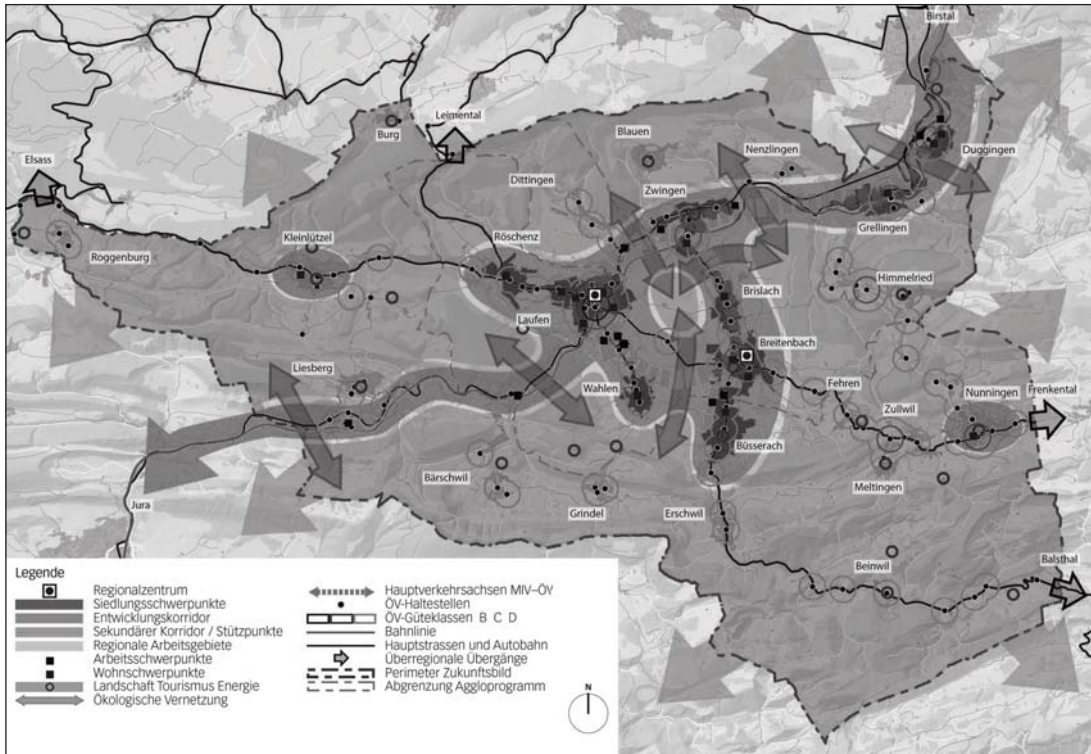 Birstal
Leimental
Burg
Blauen
Nenzlingen
Duggingen
Elsass
Dittingen
Zwingen
Grellingen
Kleinlützel
Röschenz
Roggenburg
Himmelried
Brislach
Laufen
Breitenbach
Liesberg
Wahlen
Fehren
Nunningen
Frenkental
Zullwil
Büsserach
Bärschwil
Meltingen
Jura
Grindel
Erschwil
Beinwil
Balsthal
Legende
Regionalzentrum
Siedlungsschwerpunkte
Entwicklungskorridor
Sekundärer Korridor / Stützpunkte
Regionale Arbeitsgebiete
Arbeitsschwerpunkte
Wohnschwerpunkte
Landschaft Tourismus Energie
Ökologische Vernetzung
Hauptverkehrsachsen MIV–ÖV
ÖV-Haltestellen
ÖV-Güteklassen B C D
Bahnlinie
Hauptstrassen und Autobahn
Überregionale Übergänge
Perimeter Zukunftsbild
Abgrenzung Aggloprogramm
N